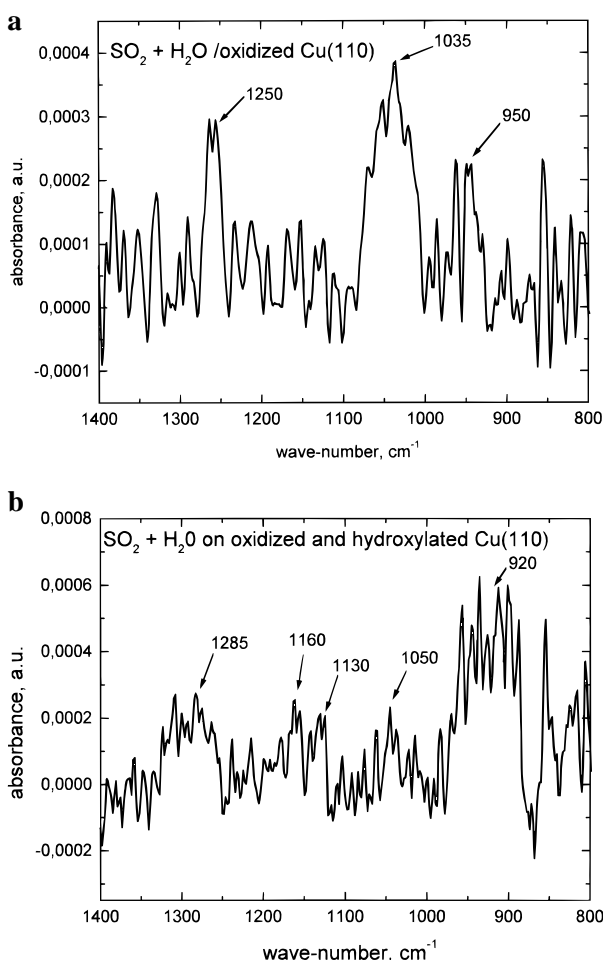 a
SO2 + H2O /oxidized Cu(110)
1035
1250
950
0,0004
0,0003
0,0002
0,0001
0,0000
-0,0001
absorbance, a.u.
1400 1300 1200 1100 1000 900 800
wave-number, cm-1
b
SO2 + H20 on oxidized and hydroxylated Cu(110)
920
1285
1160
1130
1050
0,0008
0,0006
0,0004
0,0002
0,0000
-0,0002
absorbance, a.u.
1400 1300 1200 1100 1000 900 800
wave-number, cm-1